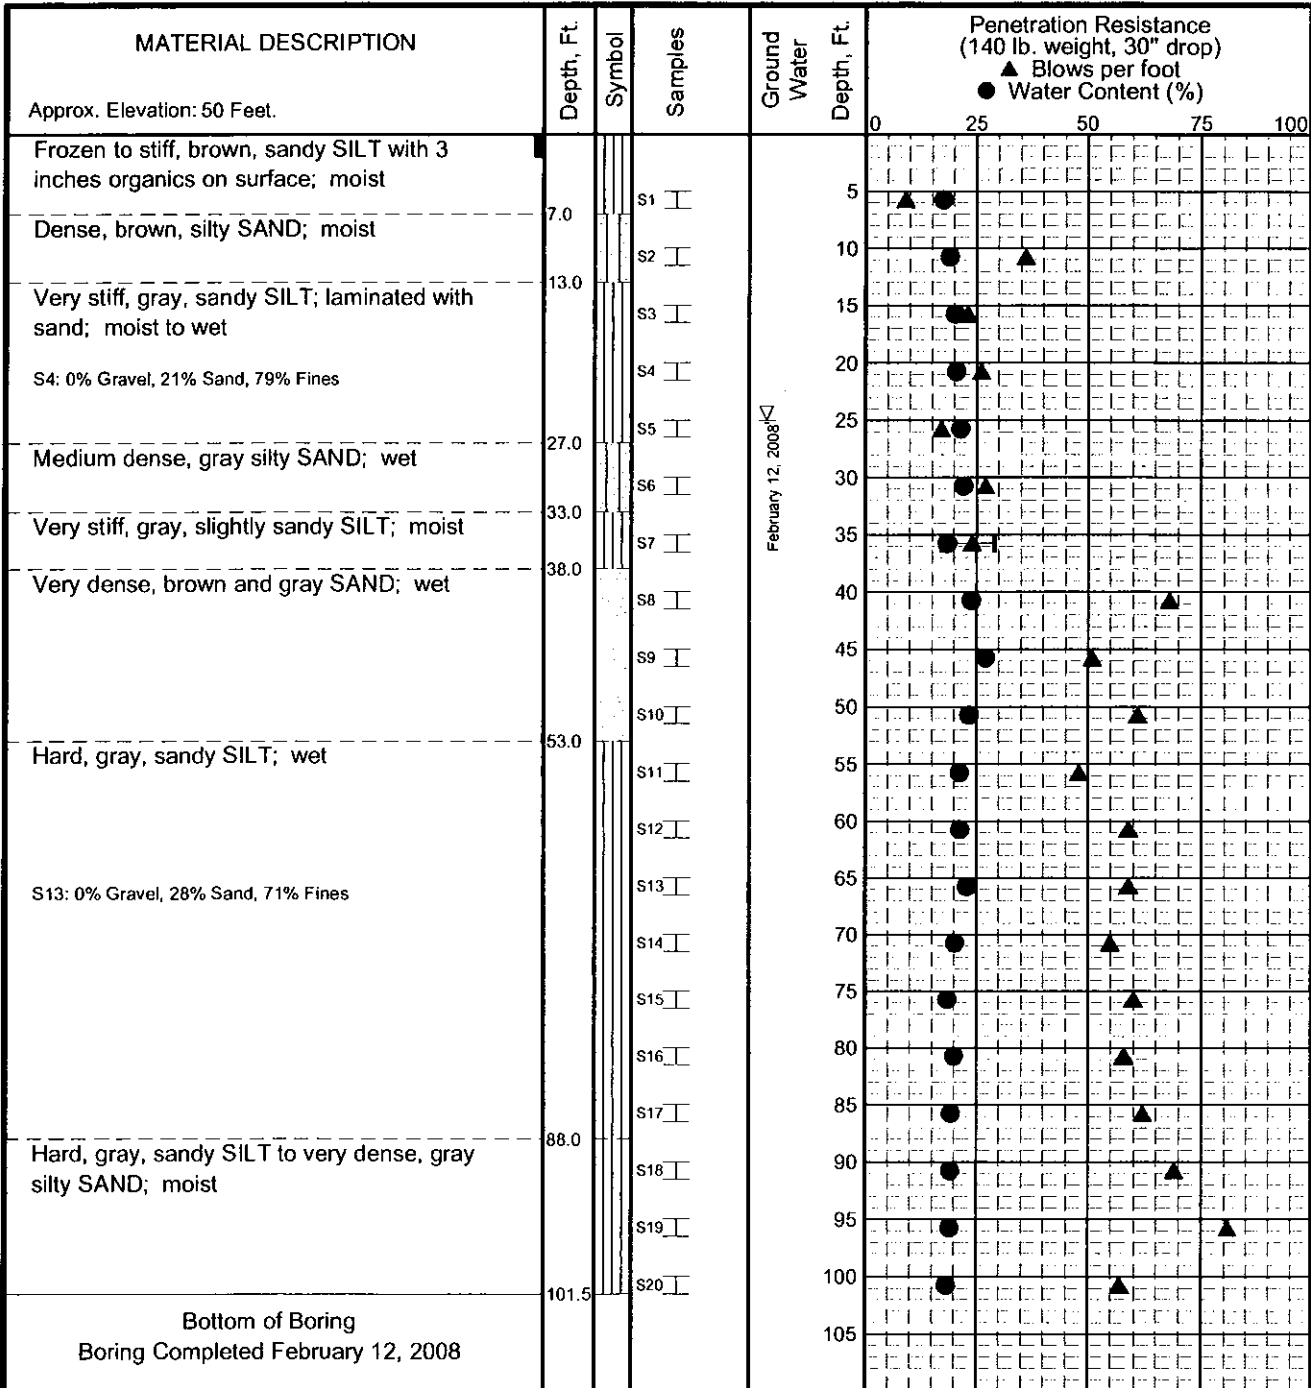 MATERIAL DESCRIPTION
Approx. Elevation: 50 Feet.
Depth, Ft.
Symbol
Samples
Ground
Water
Depth, Ft.
Penetration Resistance
(140 lb. weight, 30" drop)
▲ Blows per foot
● Water Content (%)
0 25 50 75 100
Frozen to stiff, brown, sandy SILT with 3
inches organics on surface; moist
S1
5
7.0
Dense, brown, silty SAND; moist
S2
10
13.0
Very stiff, gray, sandy SILT; laminated with
sand; moist to wet
S3
15
S4: 0% Gravel, 21% Sand, 79% Fines
S4
20
S5
25
27.0
February 12, 2008
Medium dense, gray silty SAND; wet
S6
30
33.0
Very stiff, gray, slightly sandy SILT; moist
S7
35
38.0
Very dense, brown and gray SAND; wet
S8
40
S9
45
S10
50
53.0
Hard, gray, sandy SILT; wet
S11
55
S12
60
S13: 0% Gravel, 28% Sand, 71% Fines
S13
65
S14
70
S15
75
S16
80
S17
85
88.0
Hard, gray, sandy SILT to very dense, gray
silty SAND; moist
S18
90
S19
95
S20
100
101.5
Bottom of Boring
Boring Completed February 12, 2008
105